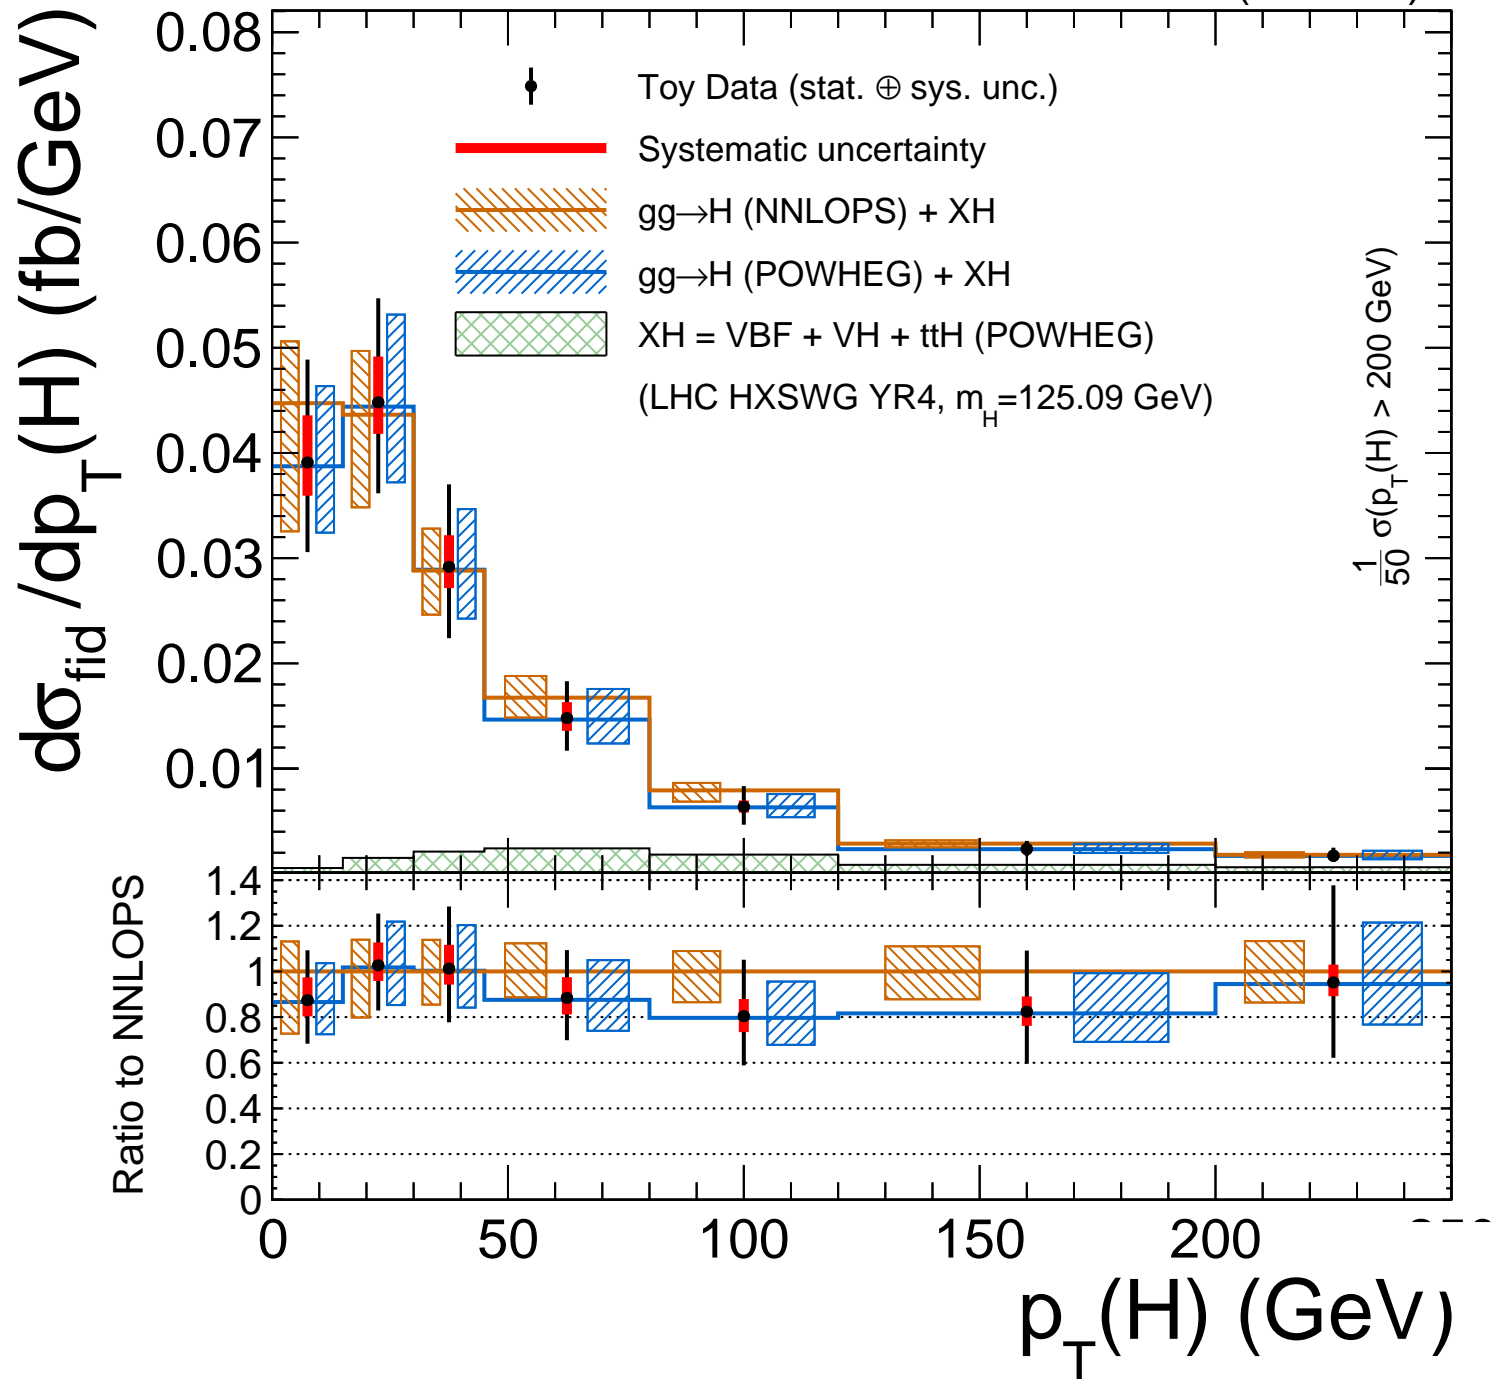 dσfid/dpT(H) (fb/GeV)
0.08
0.07
0.06
0.05
0.04
0.03
0.02
0.01
Toy Data (stat. ⊕ sys. unc.)
Systematic uncertainty
gg→H (NNLOPS) + XH
gg→H (POWHEG) + XH
XH = VBF + VH + ttH (POWHEG)
(LHC HXSWG YR4, mH=125.09 GeV)
1/50 σ(pT(H) > 200 GeV)
Ratio to NNLOPS
1.4
1.2
1
0.8
0.6
0.4
0.2
0
0 50 100 150 200
pT(H) (GeV)